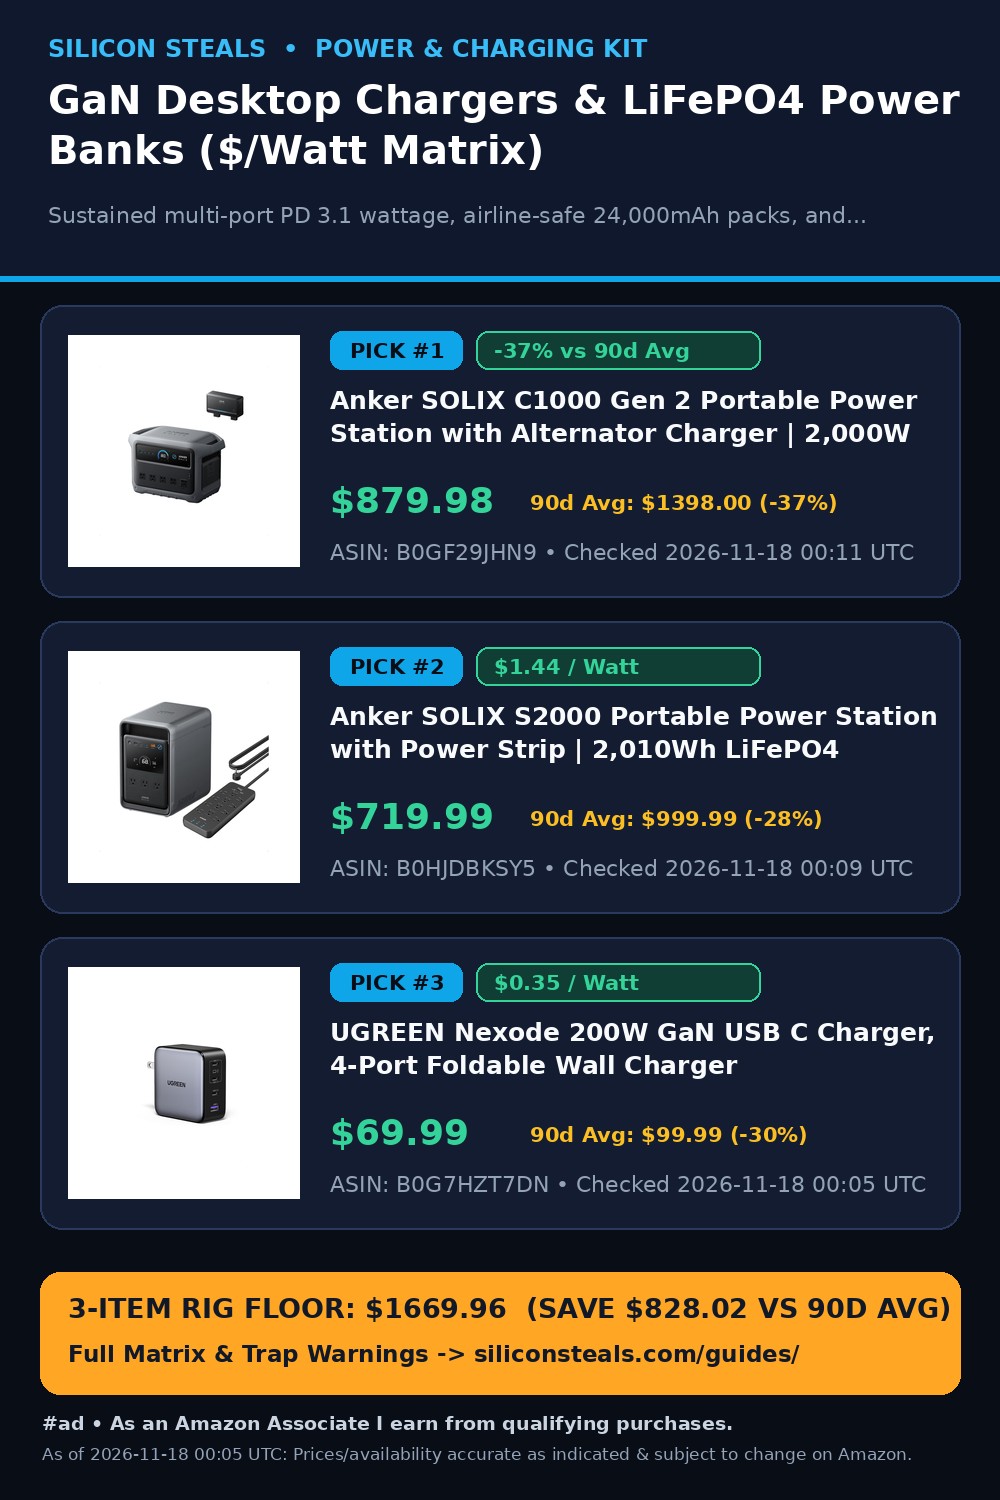 SILICON STEALS • POWER & CHARGING KIT
GaN Desktop Chargers & LiFePO4 Power
Banks ($/Watt Matrix)
Sustained multi-port PD 3.1 wattage, airline-safe 24,000mAh packs, and...
PICK #1
-37% vs 90d Avg
Anker SOLIX C1000 Gen 2 Portable Power
Station with Alternator Charger | 2,000W
$879.98
90d Avg: $1398.00 (-37%)
ASIN: B0GF29JHN9 • Checked 2026-11-18 00:11 UTC
PICK #2
$1.44 / Watt
Anker SOLIX S2000 Portable Power Station
with Power Strip | 2,010Wh LiFePO4
$719.99
90d Avg: $999.99 (-28%)
ASIN: B0HJDBKSY5 • Checked 2026-11-18 00:09 UTC
UGREEN
PICK #3
$0.35 / Watt
UGREEN Nexode 200W GaN USB C Charger,
4-Port Foldable Wall Charger
$69.99
90d Avg: $99.99 (-30%)
ASIN: B0G7HZT7DN • Checked 2026-11-18 00:05 UTC
3-ITEM RIG FLOOR: $1669.96 (SAVE $828.02 VS 90D AVG)
Full Matrix & Trap Warnings -> siliconsteals.com/guides/
#ad • As an Amazon Associate I earn from qualifying purchases.
As of 2026-11-18 00:05 UTC: Prices/availability accurate as indicated & subject to change on Amazon.